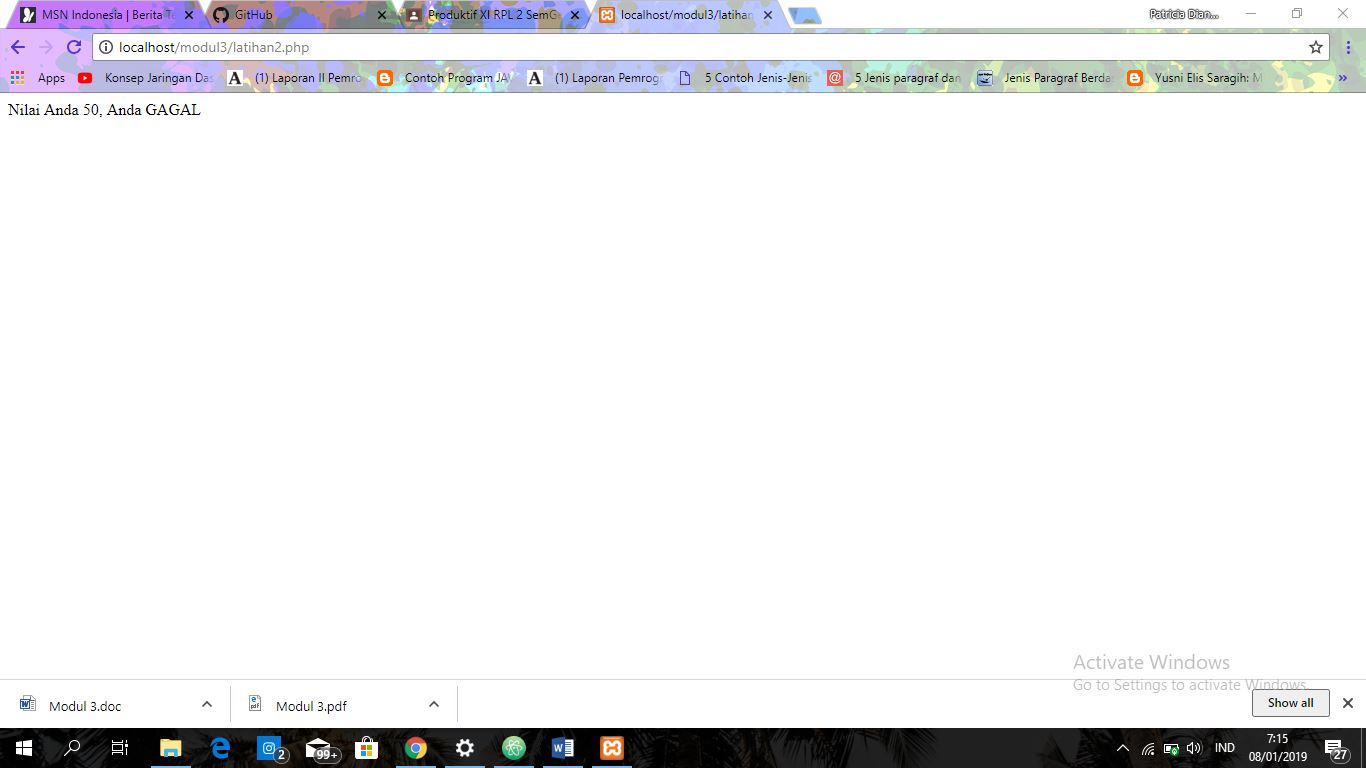 MSN Indonesia | Berita Te
GitHub
Produktif XI RPL 2 SemG
localhost/modul3/latihan
Patricia Dian...
localhost/modul3/latihan2.php
Apps
Konsep Jaringan Das
(1) Laporan II Pemro
Contoh Program JAV
(1) Laporan Pemrog
5 Contoh Jenis-Jenis
5 Jenis paragraf dan
Jenis Paragraf Berda
Yusni Elis Saragih: M
Nilai Anda 50, Anda GAGAL
Activate Windows
Go to Settings to activate Windows.
Modul 3.doc
Modul 3.pdf
Show all
2
99+
IND
7:15
08/01/2019
27